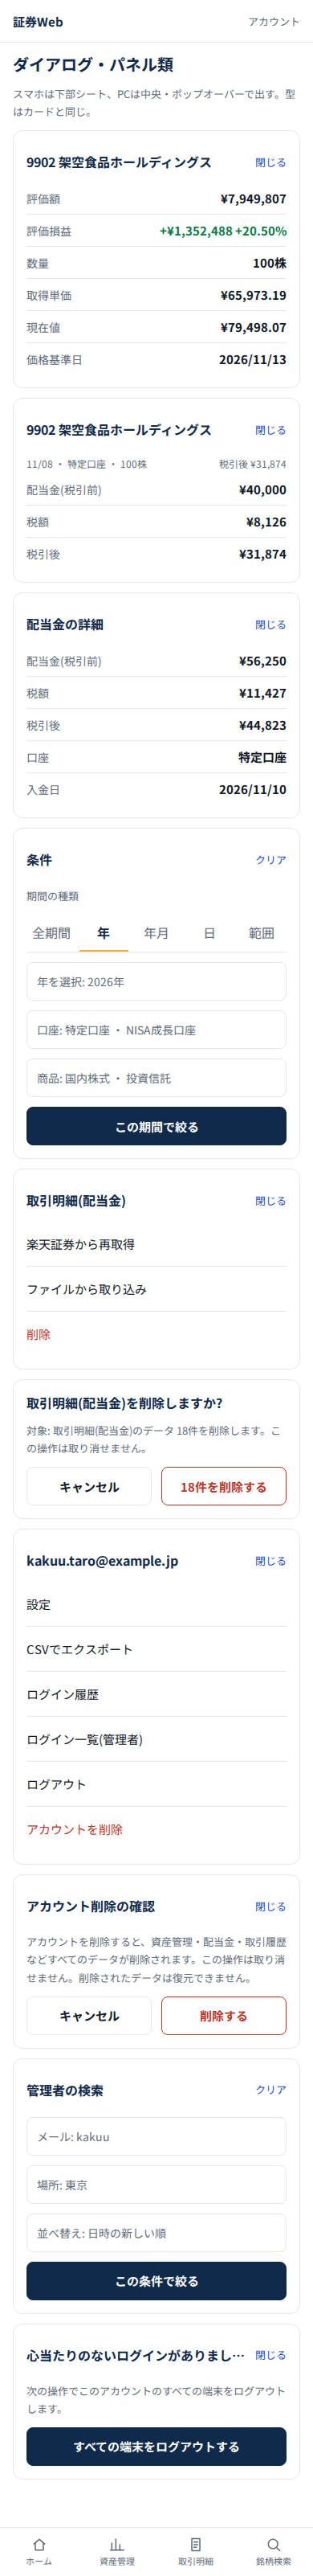 証券Web
アカウント
ダイアログ・パネル類
スマホは下部シート、PCは中央・ポップオーバーで出す。型
はカードと同じ。
9902 架空食品ホールディングス
閉じる
評価額
¥7,949,807
評価損益
+¥1,352,488 +20.50%
数量
100株
取得単価
¥65,973.19
現在値
¥79,498.07
価格基準日
2026/11/13
9902 架空食品ホールディングス
閉じる
11/08 ・ 特定口座 ・ 100株
税引後 ¥31,874
配当金(税引前)
¥40,000
税額
¥8,126
税引後
¥31,874
配当金の詳細
閉じる
配当金(税引前)
¥56,250
税額
¥11,427
税引後
¥44,823
口座
特定口座
入金日
2026/11/10
条件
クリア
期間の種類
全期間
年
年月
日
範囲
年を選択: 2026年
口座: 特定口座 ・ NISA成長口座
商品: 国内株式 ・ 投資信託
この期間で絞る
取引明細(配当金)
閉じる
楽天証券から再取得
ファイルから取り込み
削除
取引明細(配当金)を削除しますか?
対象: 取引明細(配当金)のデータ 18件を削除します。こ
の操作は取り消せません。
キャンセル
18件を削除する
kakuu.taro@example.jp
閉じる
設定
CSVでエクスポート
ログイン履歴
ログイン一覧(管理者)
ログアウト
アカウントを削除
アカウント削除の確認
閉じる
アカウントを削除すると、資産管理・配当金・取引履歴
などすべてのデータが削除されます。この操作は取り消
せません。削除されたデータは復元できません。
キャンセル
削除する
管理者の検索
クリア
メール: kakuu
場所: 東京
並べ替え: 日時の新しい順
この条件で絞る
心当たりのないログインがありまし…
閉じる
次の操作でこのアカウントのすべての端末をログアウト
します。
すべての端末をログアウトする
ホーム
資産管理
取引明細
銘柄検索